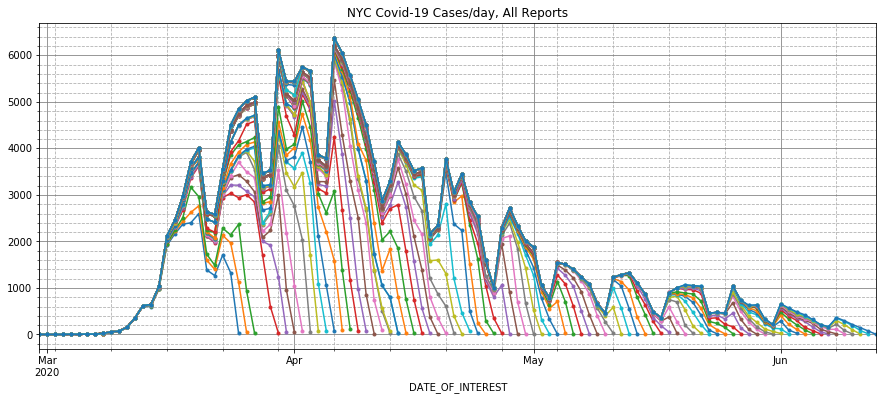 NYC Covid-19 Cases/day, All Reports
6000
5000
4000
3000
2000
1000
0
Mar Apr May Jun
2020
DATE_OF_INTEREST